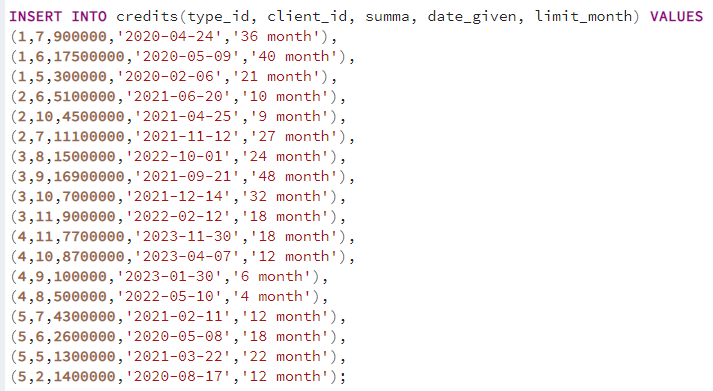 INSERT INTO credits(type_id, client_id, summa, date_given, limit_month) VALUES
(1,7,900000,'2020-04-24','36 month'),
(1,6,17500000,'2020-05-09','40 month'),
(1,5,300000,'2020-02-06','21 month'),
(2,6,5100000,'2021-06-20','10 month'),
(2,10,4500000,'2021-04-25','9 month'),
(2,7,11100000,'2021-11-12','27 month'),
(3,8,1500000,'2022-10-01','24 month'),
(3,9,16900000,'2021-09-21','48 month'),
(3,10,700000,'2021-12-14','32 month'),
(3,11,900000,'2022-02-12','18 month'),
(4,11,7700000,'2023-11-30','18 month'),
(4,10,8700000,'2023-04-07','12 month'),
(4,9,100000,'2023-01-30','6 month'),
(4,8,500000,'2022-05-10','4 month'),
(5,7,4300000,'2021-02-11','12 month'),
(5,6,2600000,'2020-05-08','18 month'),
(5,5,1300000,'2021-03-22','22 month'),
(5,2,1400000,'2020-08-17','12 month');